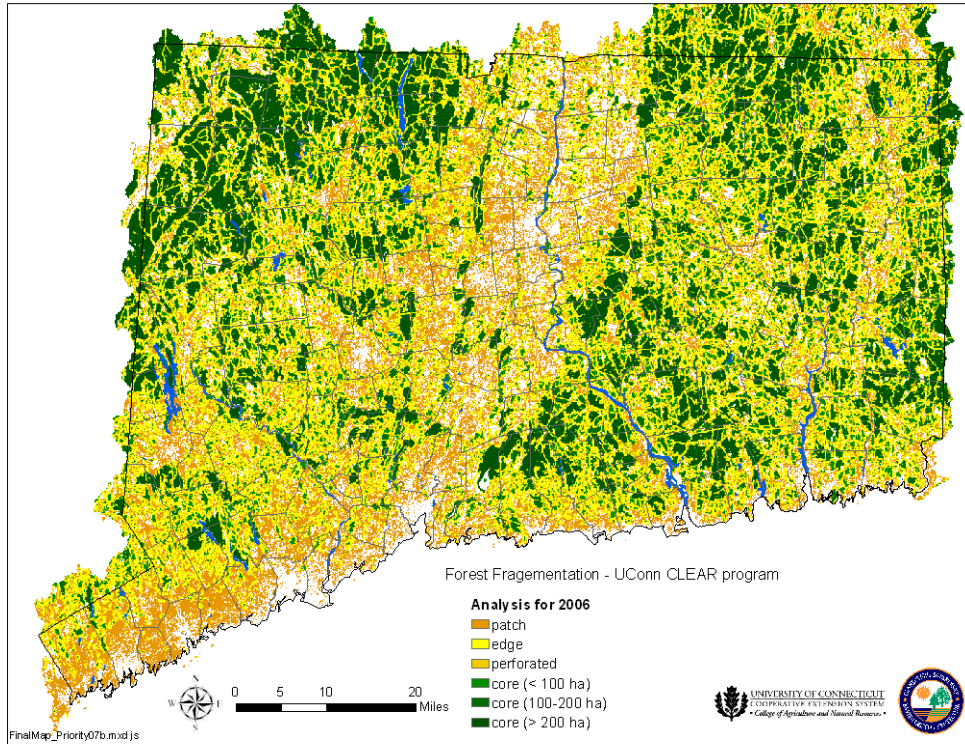 Forest Fragementation - UConn CLEAR program
Analysis for 2006
patch
edge
perforated
core (< 100 ha)
core (100-200 ha)
core (> 200 ha)
N
W E
S
0 5 10 20
Miles
UNIVERSITY OF CONNECTICUT
COOPERATIVE EXTENSION SYSTEM
College of Agriculture and Natural Resources
FinalMap_Priority07b.mxd js